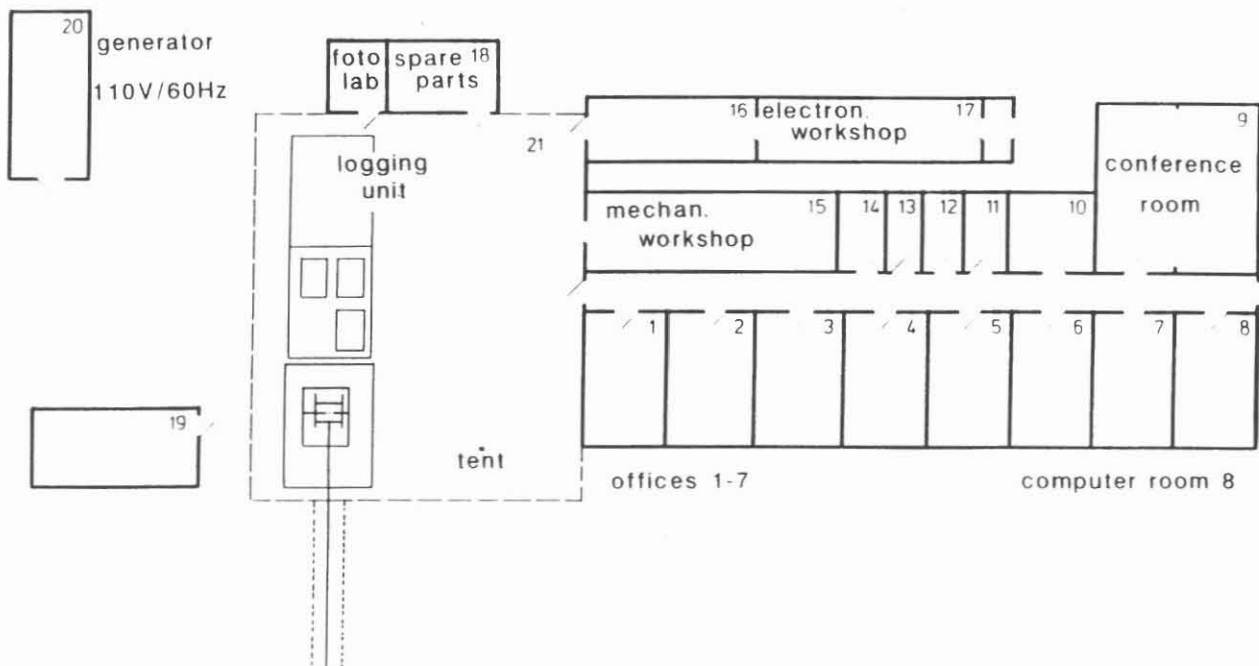 20
generator
110V/60Hz
foto
lab
spare 18
parts
21
logging
unit
16
electron. 17
workshop
9
conference
room
mechan. 15
workshop
14
13
12
11
10
1
2
3
4
5
6
7
8
19
tent
offices 1-7
computer room 8